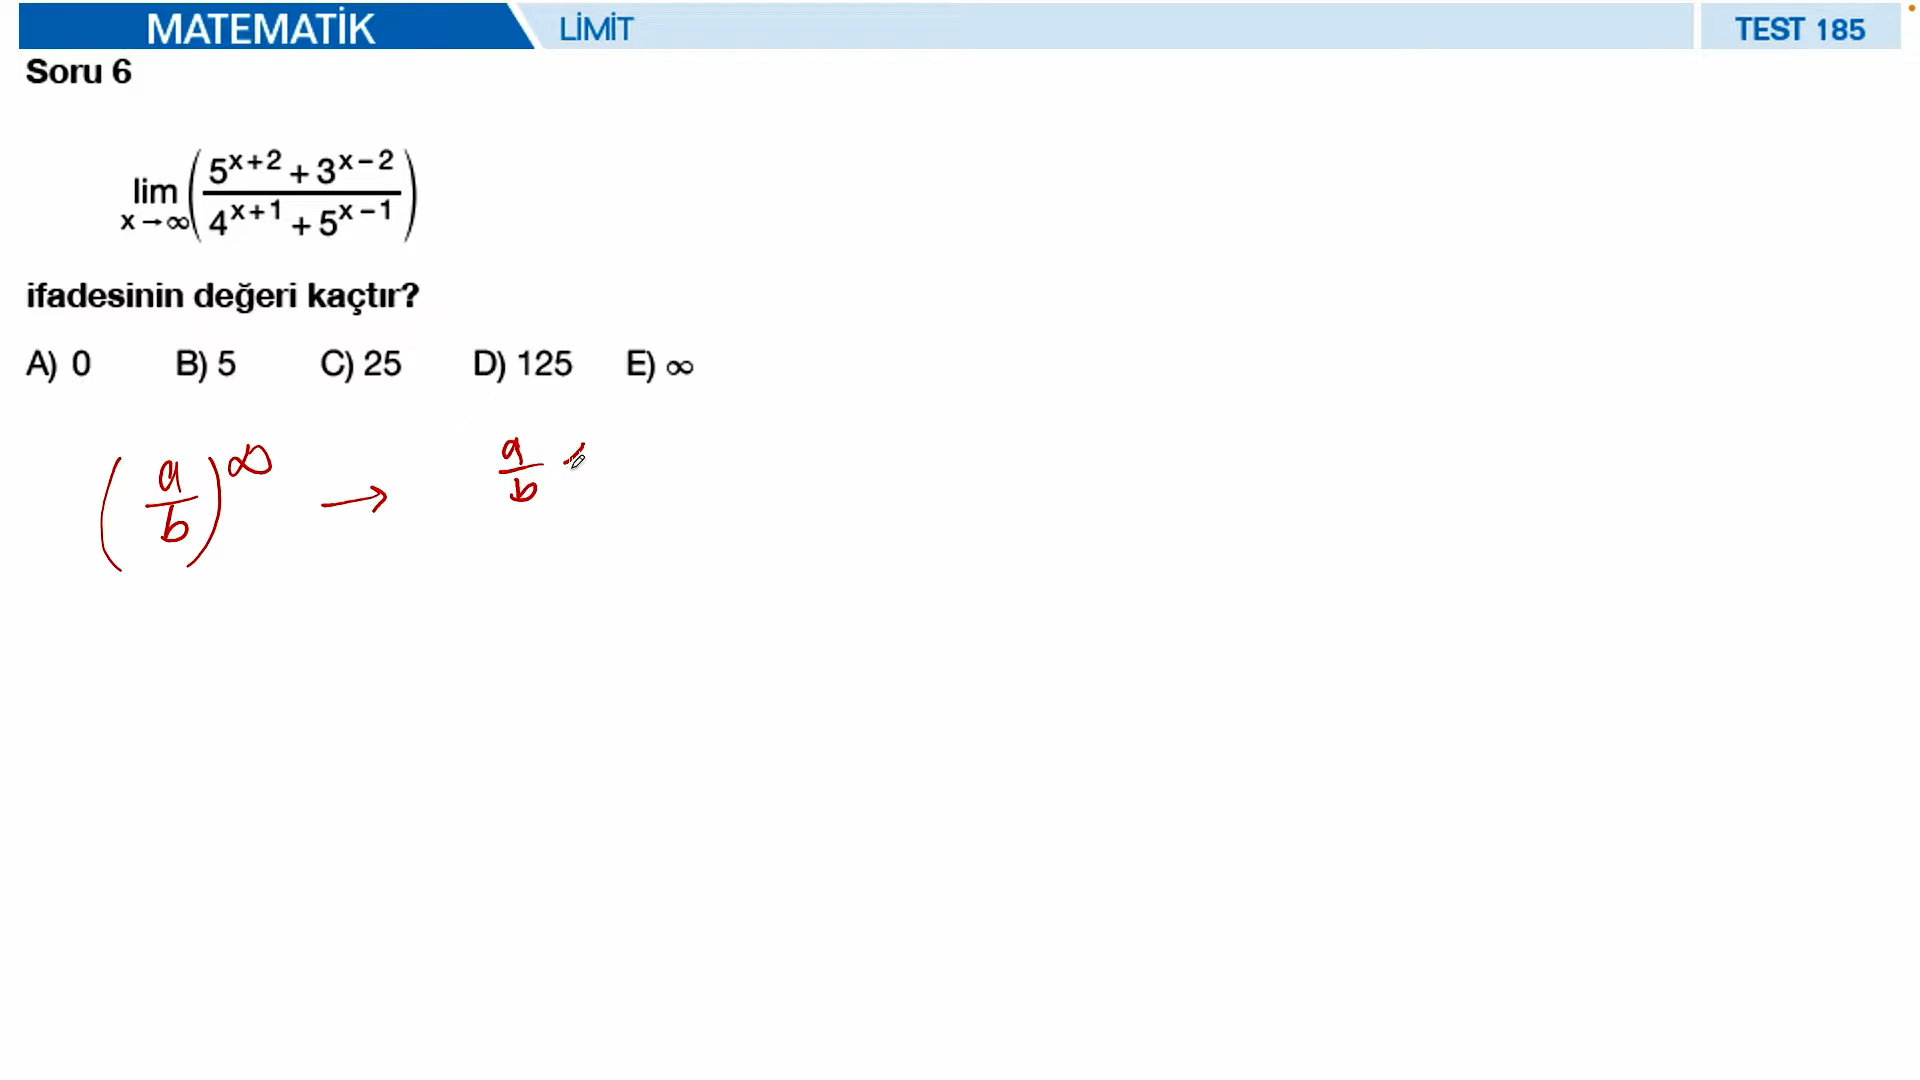 MATEMATİK LİMİT TEST 185
Soru 6
lim x→∞ ( (5^(x+2) + 3^(x−2)) / (4^(x+1) + 5^(x−1)) )
ifadesinin değeri kaçtır?
A) 0 B) 5 C) 25 D) 125 E) ∞
(a/b)^∞ → a/b